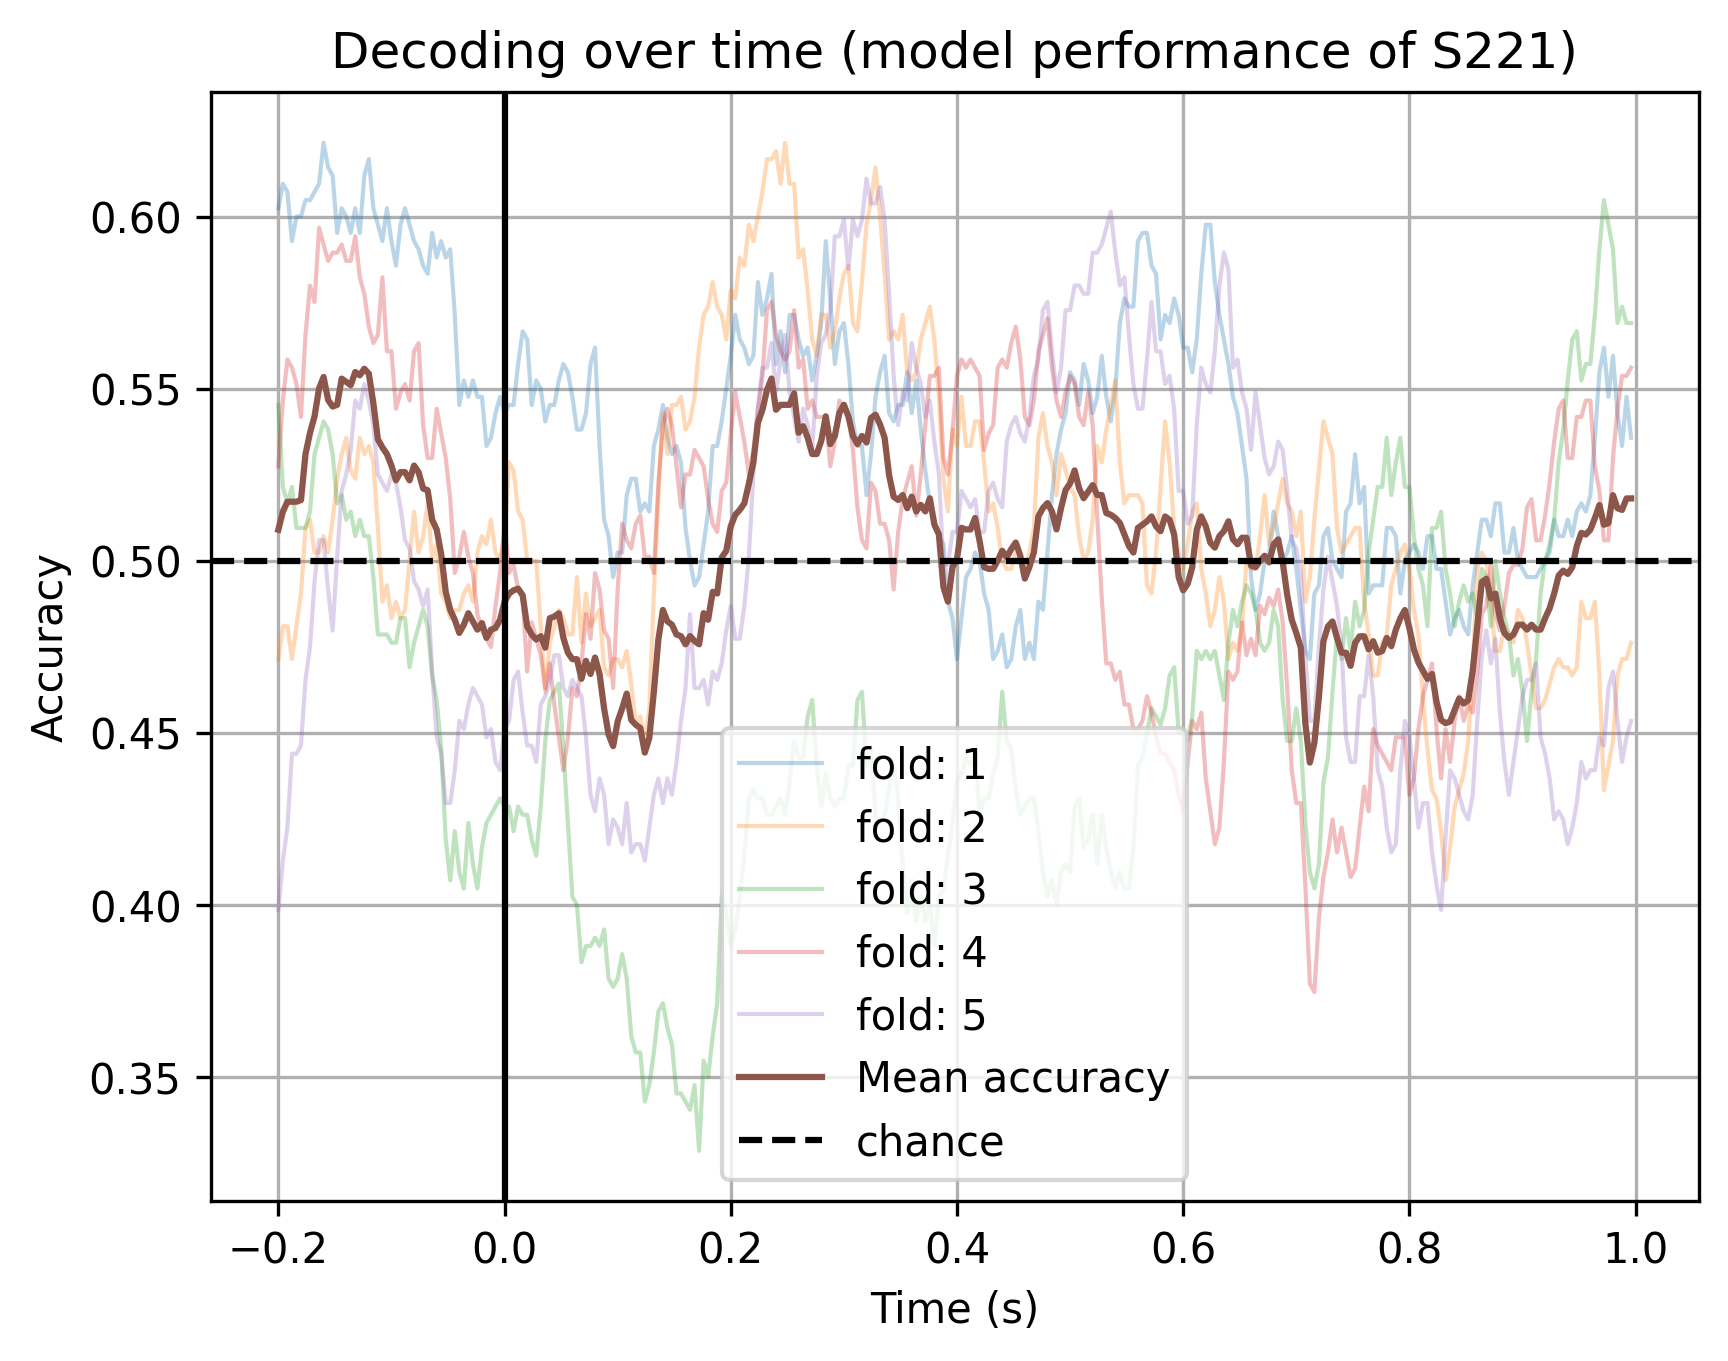 Decoding over time (model performance of S221)
Accuracy
0.60
0.55
0.50
0.45
0.40
0.35
fold: 1
fold: 2
fold: 3
fold: 4
fold: 5
Mean accuracy
chance
−0.2 0.0 0.2 0.4 0.6 0.8 1.0
Time (s)